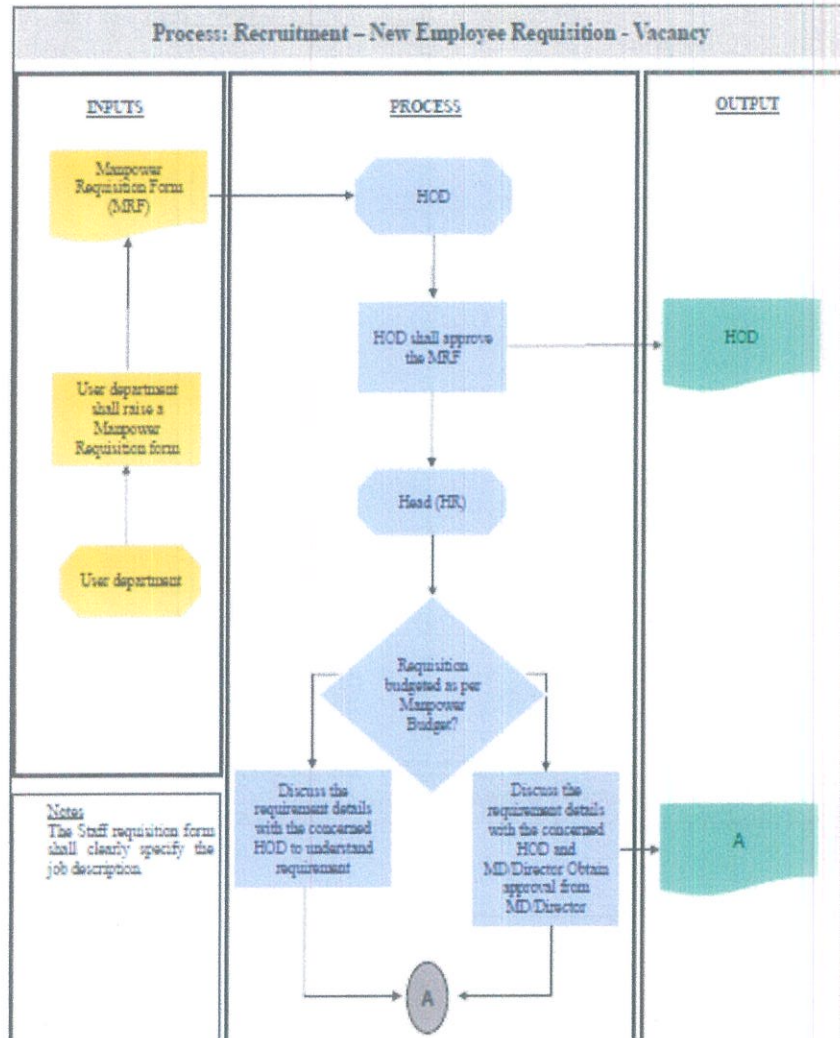 Process: Recruitment – New Employee Requisition - Vacancy
INPUTS
Manpower
Requisition Form
(MRF)
User department
shall raise a
Manpower
Requisition form
User department
PROCESS
HOD
HOD shall approve
the MRF
Head (HR)
Requisition
budgeted as per
Manpower
Budget?
Discuss the
requirement details
with the concerned
HOD to understand
requirement
Discuss the
requirement details
with the concerned
HOD and
MD/Director Obtain
approval from
MD/Director
A
OUTPUT
HOD
A
Notes
The Staff requisition form
shall clearly specify the
job description.